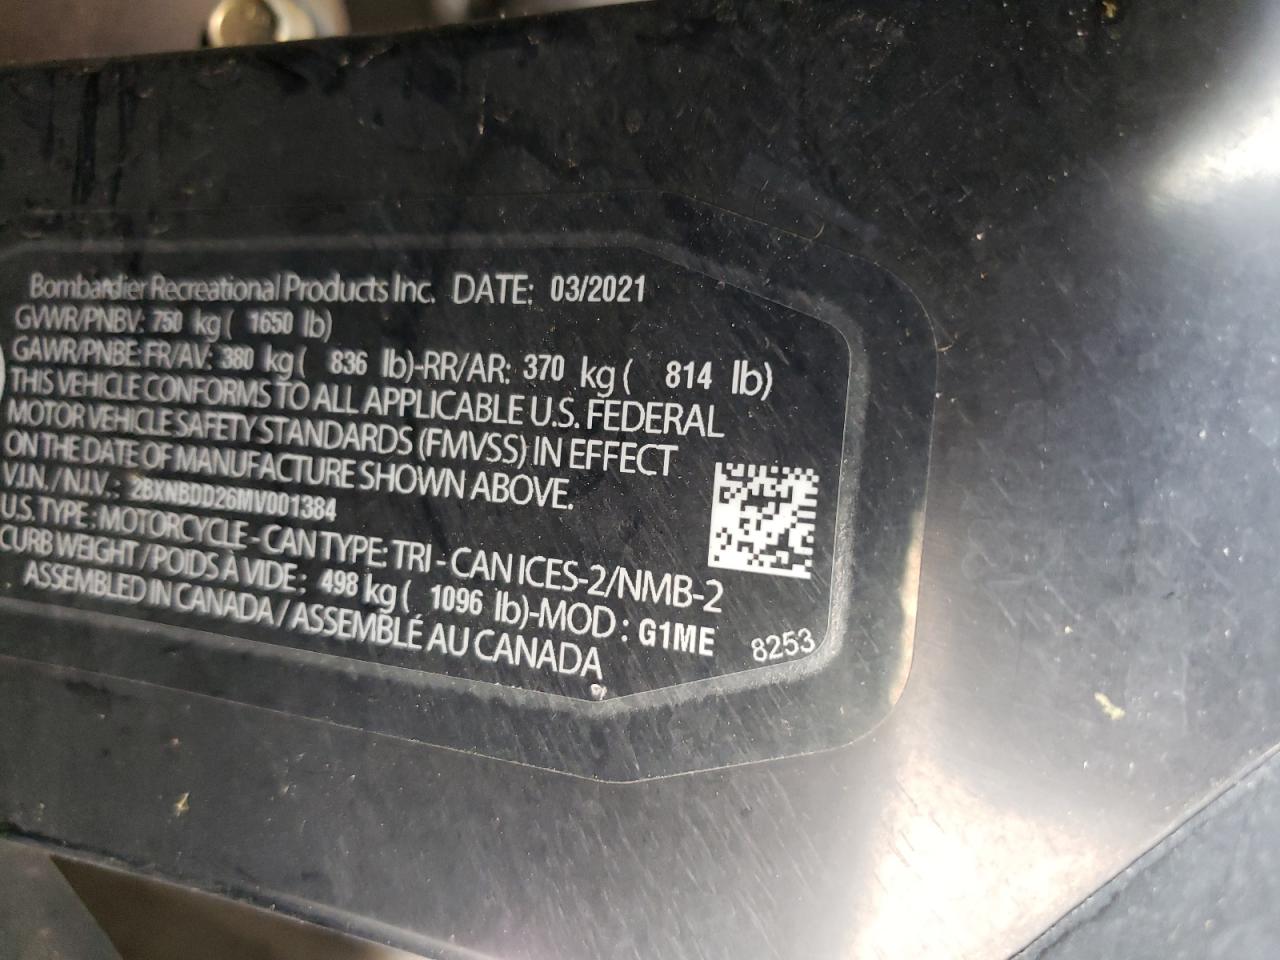 Bombardier Recreational Products Inc. DATE: 03/2021
GVWR/PNBV: 750 kg ( 1650 lb)
GAWR/PNBE: FR/AV: 380 kg ( 836 lb)-RR/AR: 370 kg ( 814 lb)
THIS VEHICLE CONFORMS TO ALL APPLICABLE U.S. FEDERAL
MOTOR VEHICLE SAFETY STANDARDS (FMVSS) IN EFFECT
ON THE DATE OF MANUFACTURE SHOWN ABOVE.
V.I.N. / N.I.V. : 2BXNBDD26MV001384
U.S. TYPE : MOTORCYCLE - CAN TYPE: TRI - CAN ICES-2/NMB-2
CURB WEIGHT / POIDS À VIDE : 498 kg ( 1096 lb)-MOD : G1ME
ASSEMBLED IN CANADA / ASSEMBLÉ AU CANADA
8253